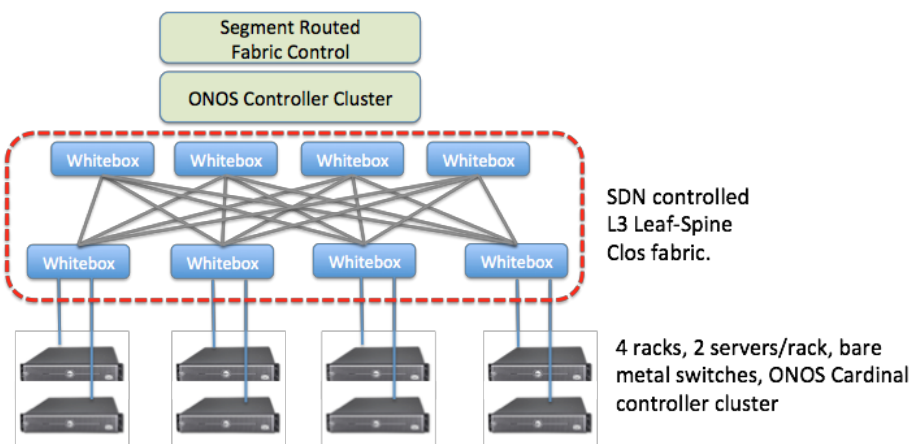 Segment Routed
Fabric Control
ONOS Controller Cluster
Whitebox
Whitebox
Whitebox
Whitebox
SDN controlled
L3 Leaf-Spine
Clos fabric.
Whitebox
Whitebox
Whitebox
Whitebox
4 racks, 2 servers/rack, bare
metal switches, ONOS Cardinal
controller cluster